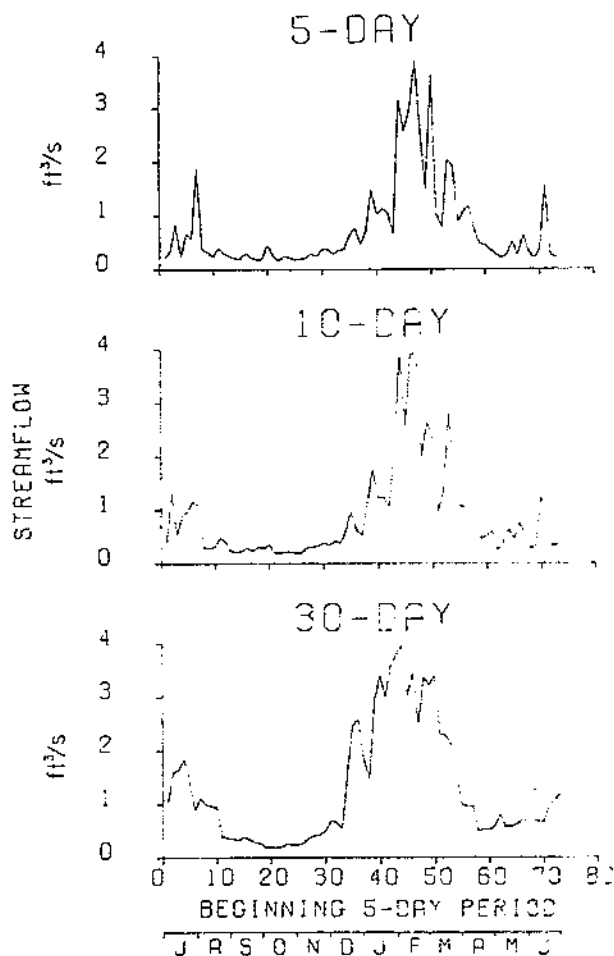 5-DAY
4
3
ft³/s
2
1
0
10-DAY
4
3
STREAMFLOW
ft³/s
2
1
0
30-DAY
4
3
ft³/s
2
1
0
0 10 20 30 40 50 60 70 80
BEGINNING 5-DAY PERIOD
J A S O N D J F M A M J